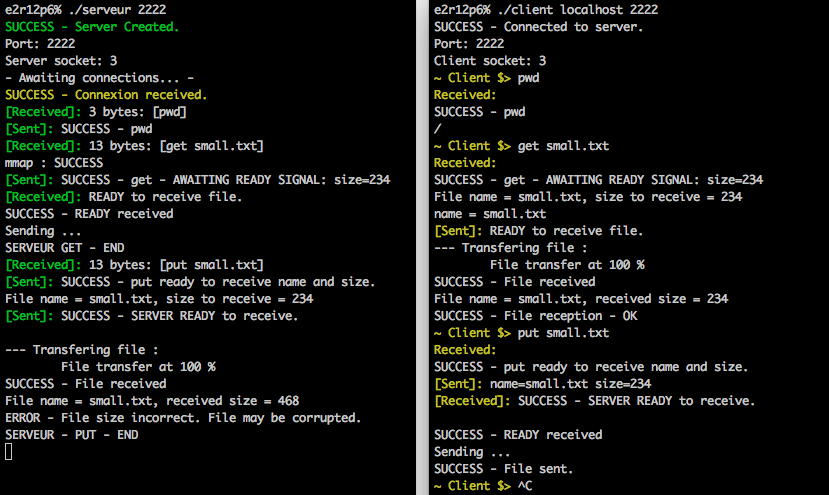 e2r12p6% ./serveur 2222
SUCCESS - Server Created.
Port: 2222
Server socket: 3
- Awaiting connections... -
SUCCESS - Connexion received.
[Received]: 3 bytes: [pwd]
[Sent]: SUCCESS - pwd
[Received]: 13 bytes: [get small.txt]
mmap : SUCCESS
[Sent]: SUCCESS - get - AWAITING READY SIGNAL: size=234
[Received]: READY to receive file.
SUCCESS - READY received
Sending ...
SERVEUR GET - END
[Received]: 13 bytes: [put small.txt]
[Sent]: SUCCESS - put ready to receive name and size.
File name = small.txt, size to receive = 234
[Sent]: SUCCESS - SERVER READY to receive.
--- Transfering file :
File transfer at 100 %
SUCCESS - File received
File name = small.txt, received size = 468
ERROR - File size incorrect. File may be corrupted.
SERVEUR - PUT - END
e2r12p6% ./client localhost 2222
SUCCESS - Connected to server.
Port: 2222
Client socket: 3
~ Client $> pwd
Received:
SUCCESS - pwd
/
~ Client $> get small.txt
Received:
SUCCESS - get - AWAITING READY SIGNAL: size=234
File name = small.txt, size to receive = 234
name = small.txt
[Sent]: READY to receive file.
--- Transfering file :
File transfer at 100 %
SUCCESS - File received
File name = small.txt, received size = 234
SUCCESS - File reception - OK
~ Client $> put small.txt
Received:
SUCCESS - put ready to receive name and size.
[Sent]: name=small.txt size=234
[Received]: SUCCESS - SERVER READY to receive.
SUCCESS - READY received
Sending ...
SUCCESS - File sent.
~ Client $> ^C